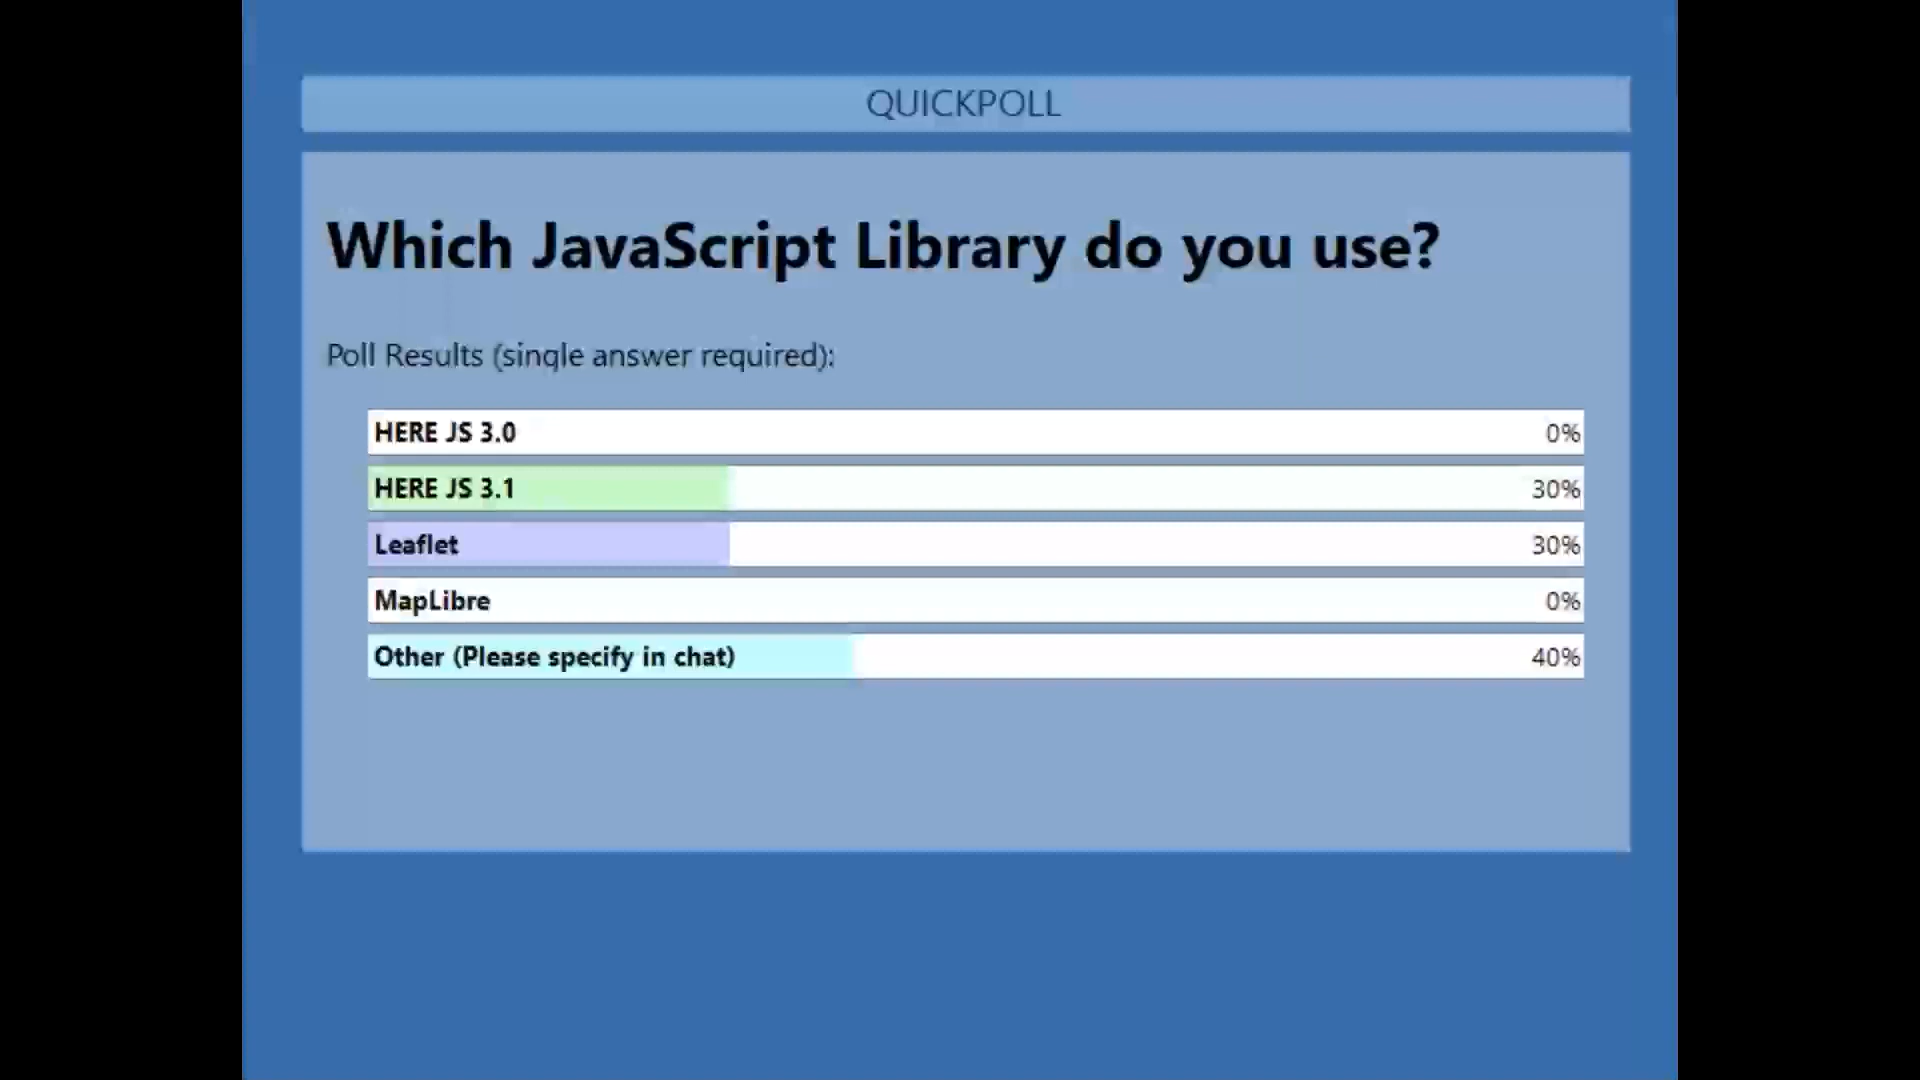 QUICKPOLL
Which JavaScript Library do you use?
Poll Results (single answer required):
HERE JS 3.0 0%
HERE JS 3.1 30%
Leaflet 30%
MapLibre 0%
Other (Please specify in chat) 40%